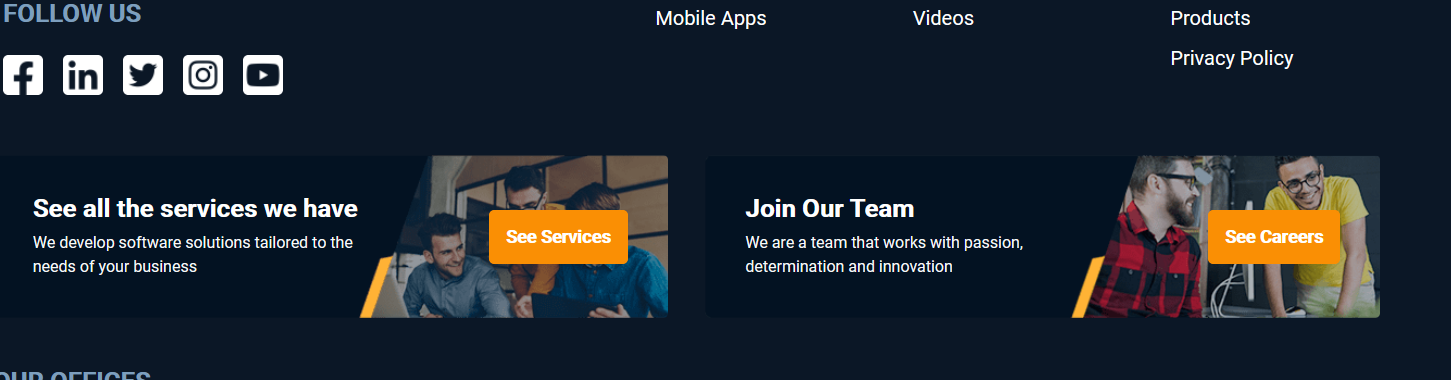 FOLLOW US
Mobile Apps
Videos
Products
Privacy Policy
See all the services we have
We develop software solutions tailored to the
needs of your business
See Services
Join Our Team
We are a team that works with passion,
determination and innovation
See Careers
OUR OFFICES